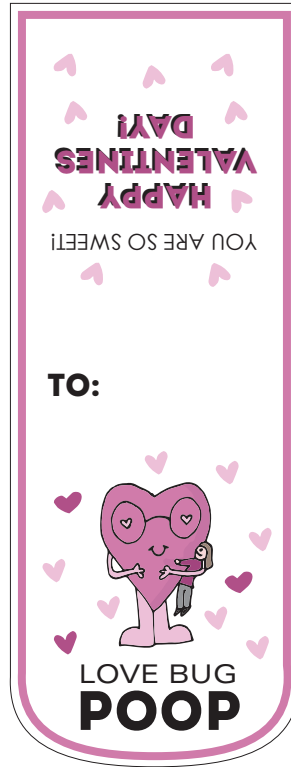 YOU ARE SO SWEET!
HAPPY
VALENTINES
DAY!
TO:
LOVE BUG
POOP